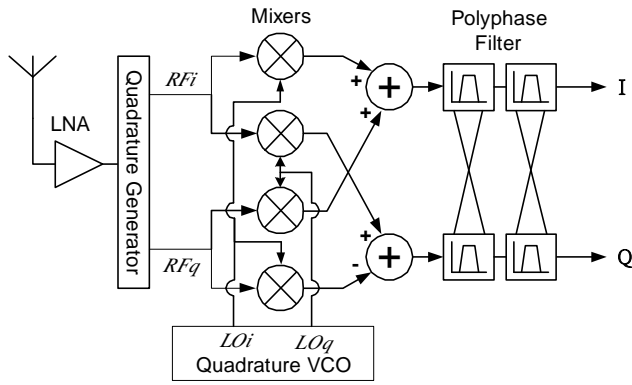 Mixers
Polyphase
Filter
LNA
Quadrature Generator
RFi
RFq
+
+
+
+
+
-
+
I
Q
LOi
LOq
Quadrature VCO